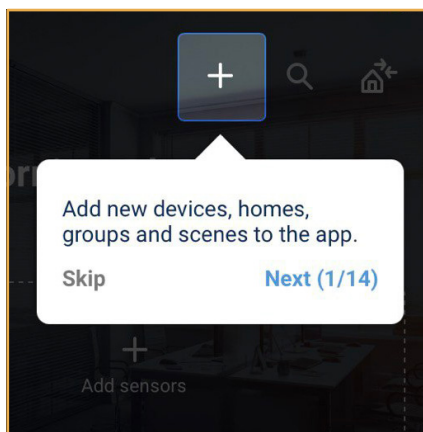 Add new devices, homes,
groups and scenes to the app.
Skip
Next (1/14)
Add sensors